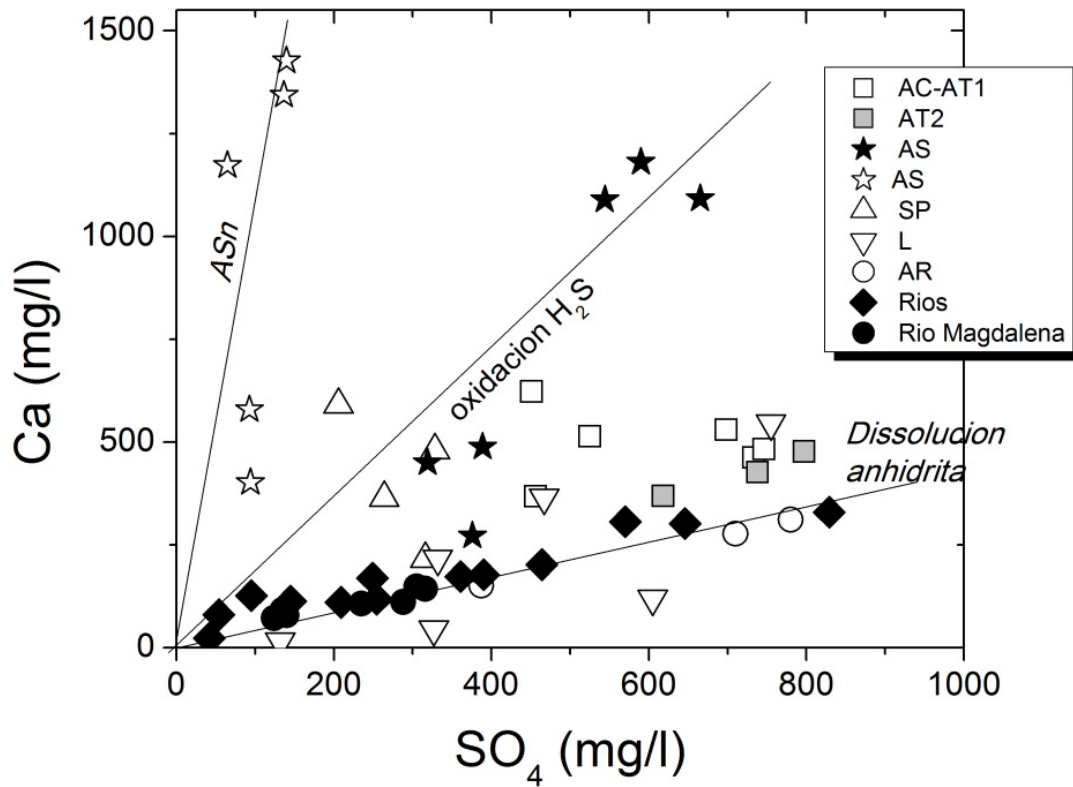 1500
1000
500
0
Ca (mg/l)
0
200
400
600
800
1000
SO4 (mg/l)
ASn
oxidacion H2S
Dissolucion
anhidrita
AC-AT1
AT2
AS
AS
SP
L
AR
Rios
Rio Magdalena